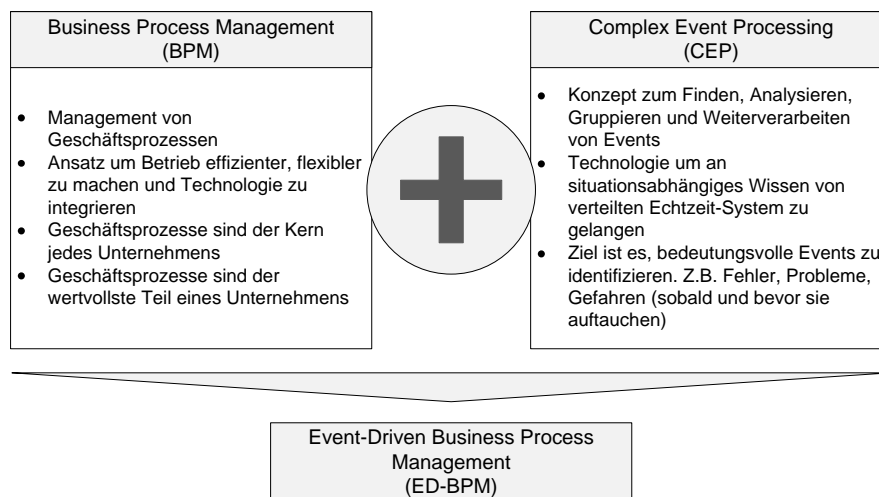 Business Process Management
(BPM)
• Management von
Geschäftsprozessen
• Ansatz um Betrieb effizienter, flexibler
zu machen und Technologie zu
integrieren
• Geschäftsprozesse sind der Kern
jedes Unternehmens
• Geschäftsprozesse sind der
wertvollste Teil eines Unternehmens
Complex Event Processing
(CEP)
• Konzept zum Finden, Analysieren,
Gruppieren und Weiterverarbeiten
von Events
• Technologie um an
situationsabhängiges Wissen von
verteilten Echtzeit-System zu
gelangen
• Ziel ist es, bedeutungsvolle Events zu
identifizieren. Z.B. Fehler, Probleme,
Gefahren (sobald und bevor sie
auftauchen)
Event-Driven Business Process
Management
(ED-BPM)